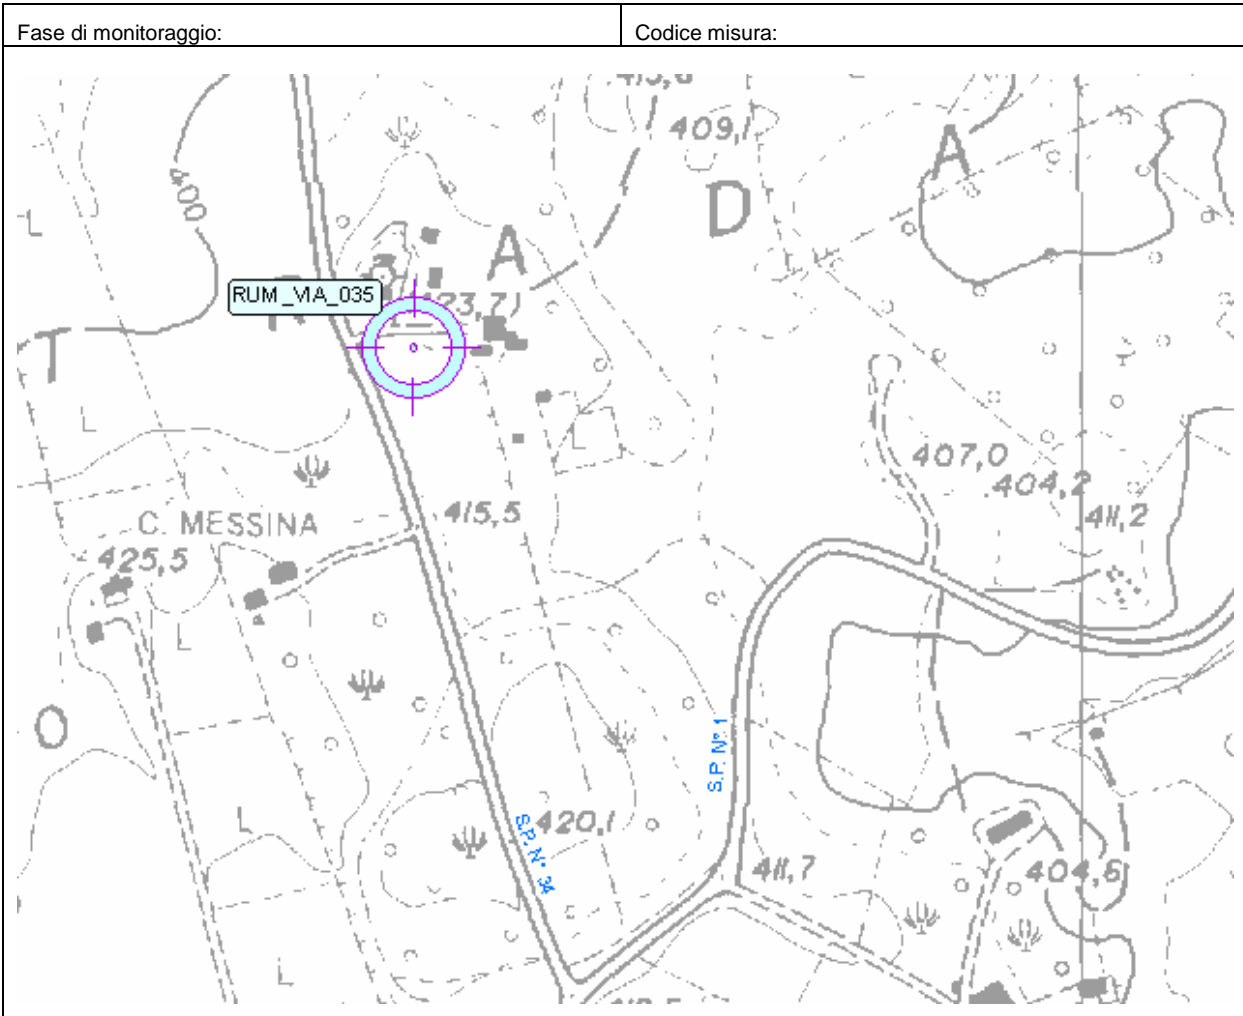 Fase di monitoraggio:
Codice misura:
409,1
A
D
400
L
A
RUM_VIA_035
R
T
L
L
407,0
404,2
411,2
415,5
C. MESSINA
425,5
L
O
S.P. N° 1
L
S.P. N° 34
420,1
411,7
404,6
L